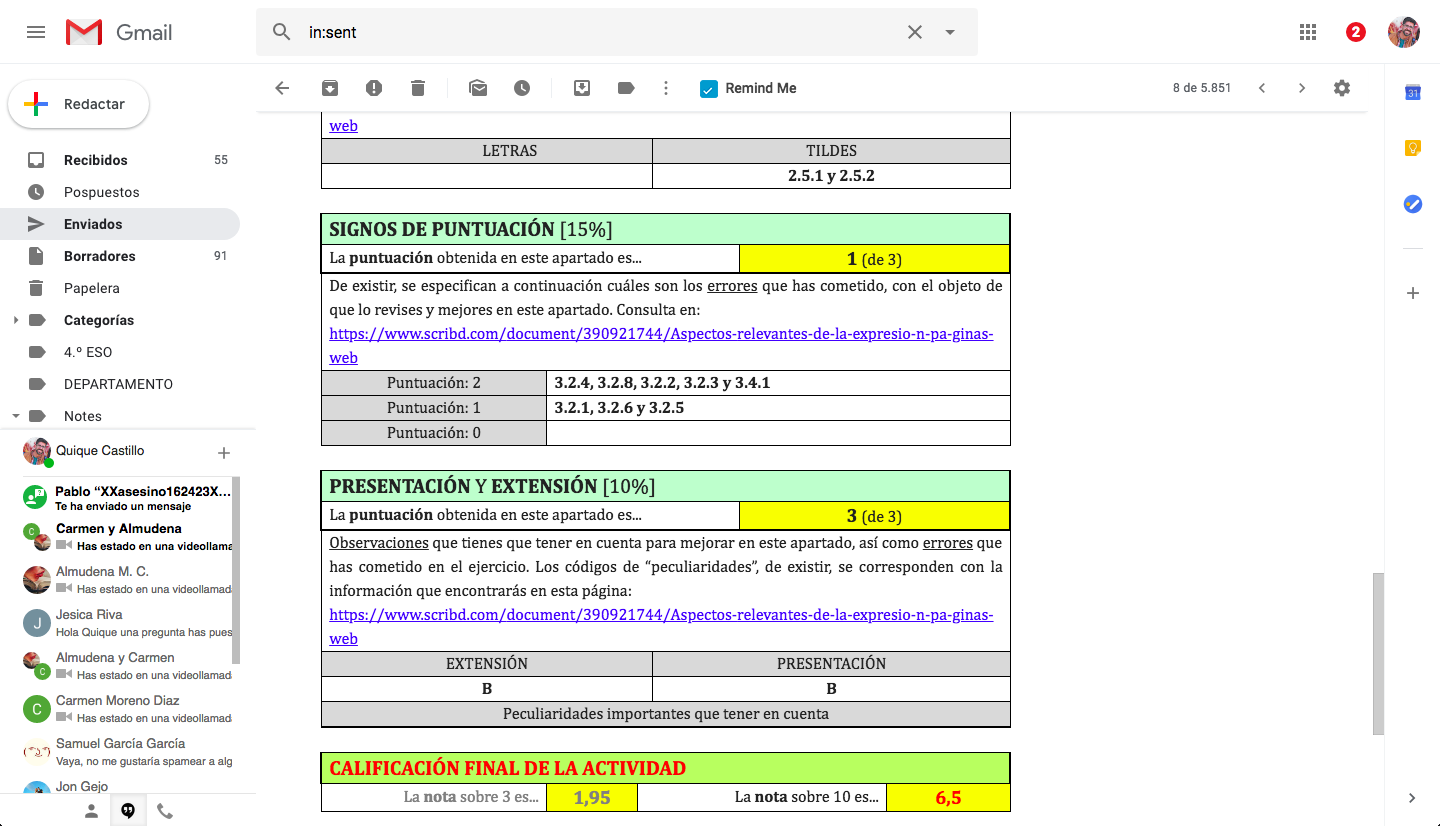 Gmail
in:sent
2
Redactar
Remind Me
8 de 5.851
31
Recibidos 55
Pospuestos
Enviados
Borradores 91
Papelera
Categorías
4.º ESO
DEPARTAMENTO
Notes
Quique Castillo
Pablo “XXasesino162423X...
Te ha enviado un mensaje
C
Carmen y Almudena
Has estado en una videollama
Almudena M. C.
Has estado en una videollamad
J
Jesica Riva
Hola Quique una pregunta has pues
Almudena y Carmen
C
Has estado en una videollamad
C
Carmen Moreno Diaz
Has estado en una videollamad
Samuel García García
Vaya, no me gustaría spamear a alg
Jon Gejo
web
LETRAS TILDES
2.5.1 y 2.5.2
SIGNOS DE PUNTUACIÓN [15%]
La puntuación obtenida en este apartado es... 1 (de 3)
De existir, se especifican a continuación cuáles son los errores que has cometido, con el objeto de
que lo revises y mejores en este apartado. Consulta en:
https://www.scribd.com/document/390921744/Aspectos-relevantes-de-la-expresio-n-pa-ginas-
web
Puntuación: 2 3.2.4, 3.2.8, 3.2.2, 3.2.3 y 3.4.1
Puntuación: 1 3.2.1, 3.2.6 y 3.2.5
Puntuación: 0
PRESENTACIÓN Y EXTENSIÓN [10%]
La puntuación obtenida en este apartado es... 3 (de 3)
Observaciones que tienes que tener en cuenta para mejorar en este apartado, así como errores que
has cometido en el ejercicio. Los códigos de “peculiaridades”, de existir, se corresponden con la
información que encontrarás en esta página:
https://www.scribd.com/document/390921744/Aspectos-relevantes-de-la-expresio-n-pa-ginas-
web
EXTENSIÓN PRESENTACIÓN
B B
Peculiaridades importantes que tener en cuenta
CALIFICACIÓN FINAL DE LA ACTIVIDAD
La nota sobre 3 es... 1,95 La nota sobre 10 es... 6,5